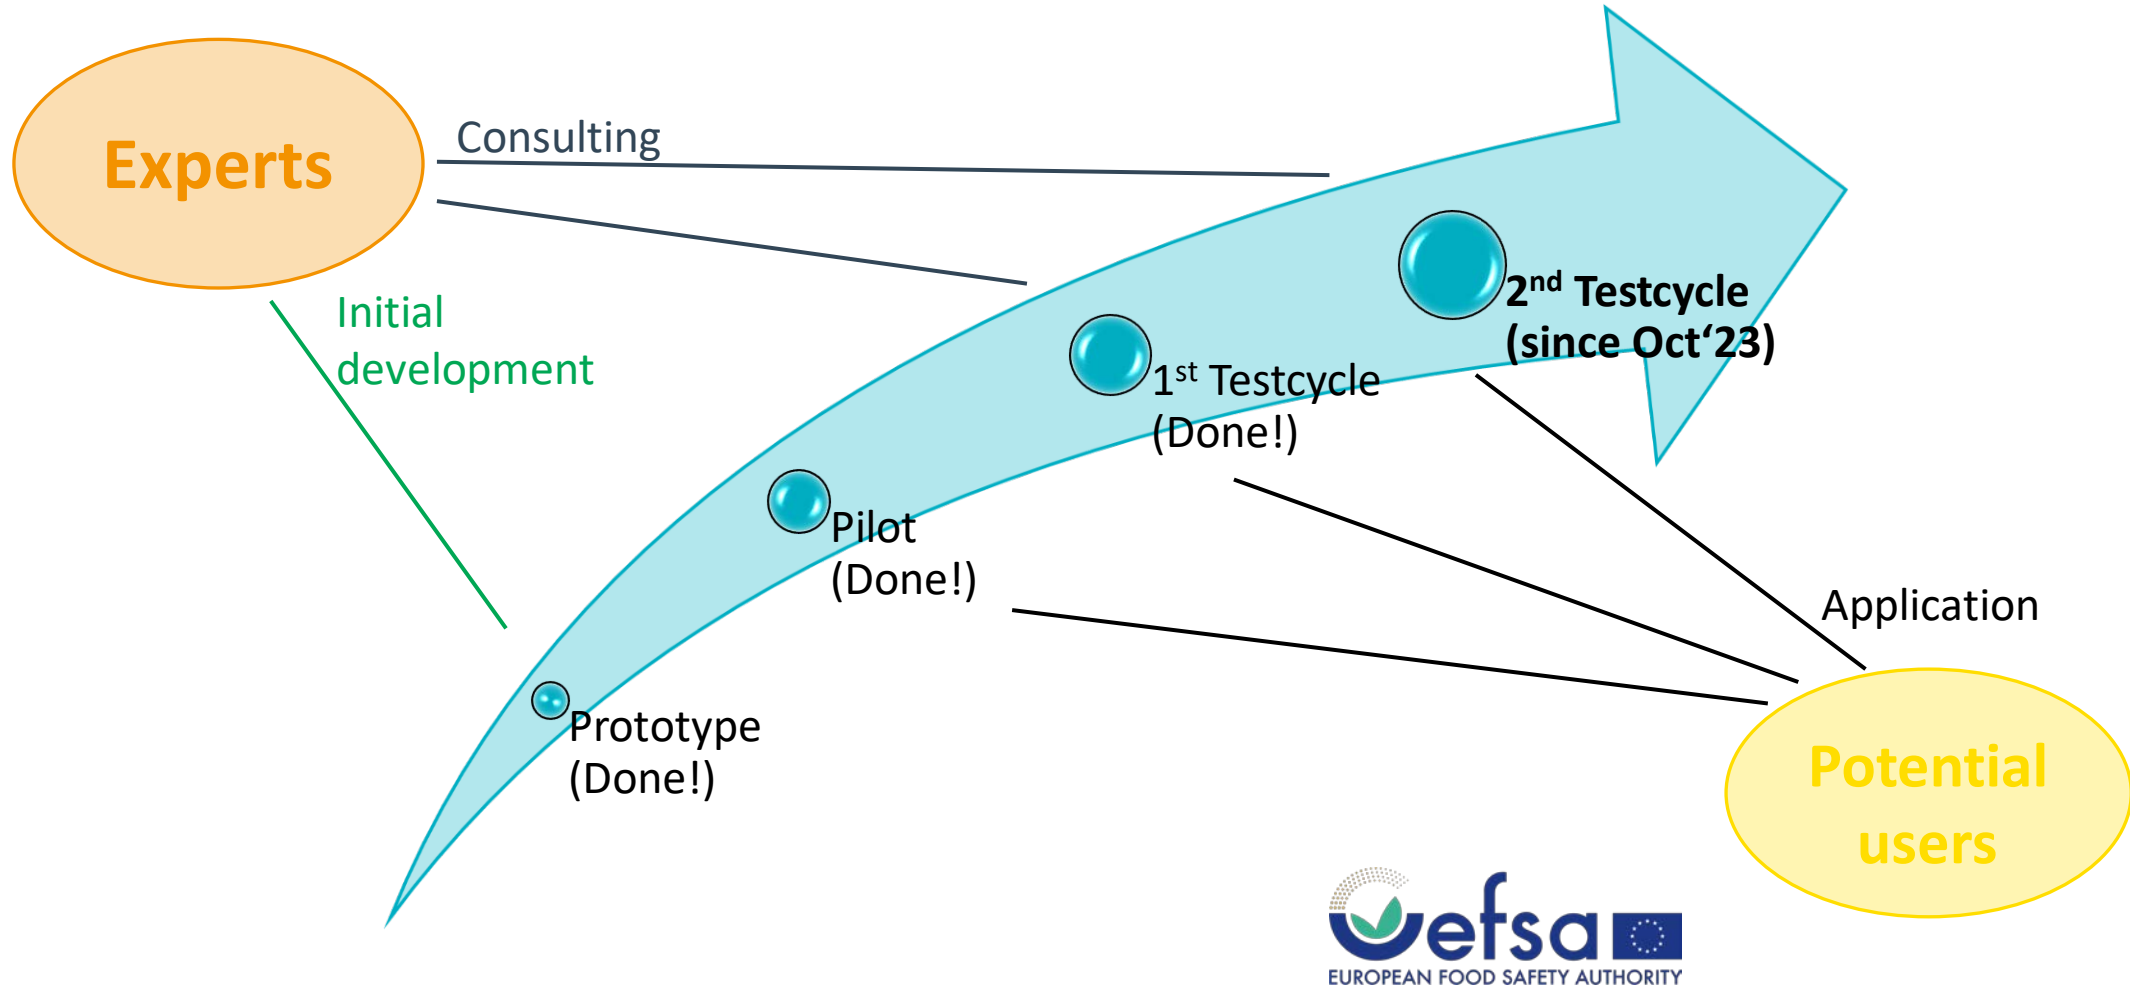 Experts
Consulting
Initial
development
2nd Testcycle
(since Oct‘23)
1st Testcycle
(Done!)
Pilot
(Done!)
Application
Prototype
(Done!)
Potential
users
efsa
EUROPEAN FOOD SAFETY AUTHORITY